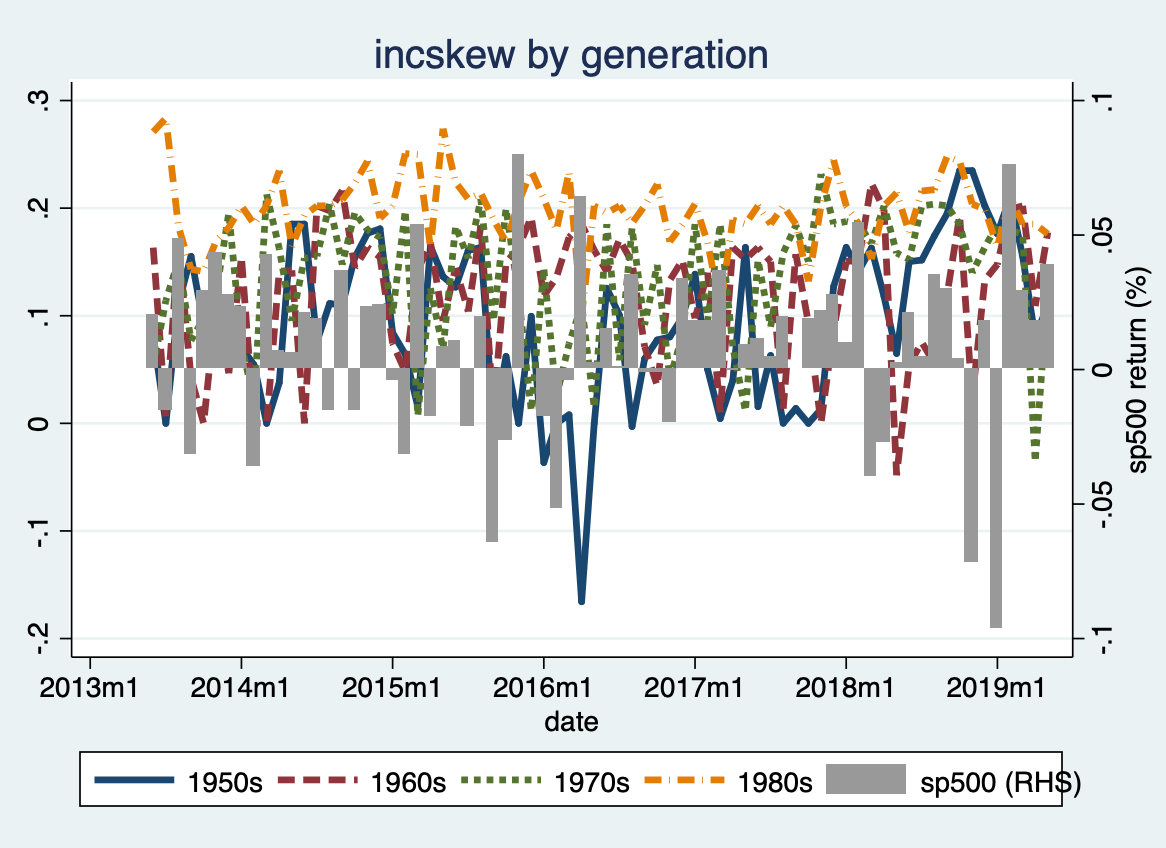 incskew by generation
.3
.2
.1
0
-.1
-.2
.1
.05
0
-.05
-.1
sp500 return (%)
2013m1 2014m1 2015m1 2016m1 2017m1 2018m1 2019m1
date
1950s 1960s 1970s 1980s sp500 (RHS)